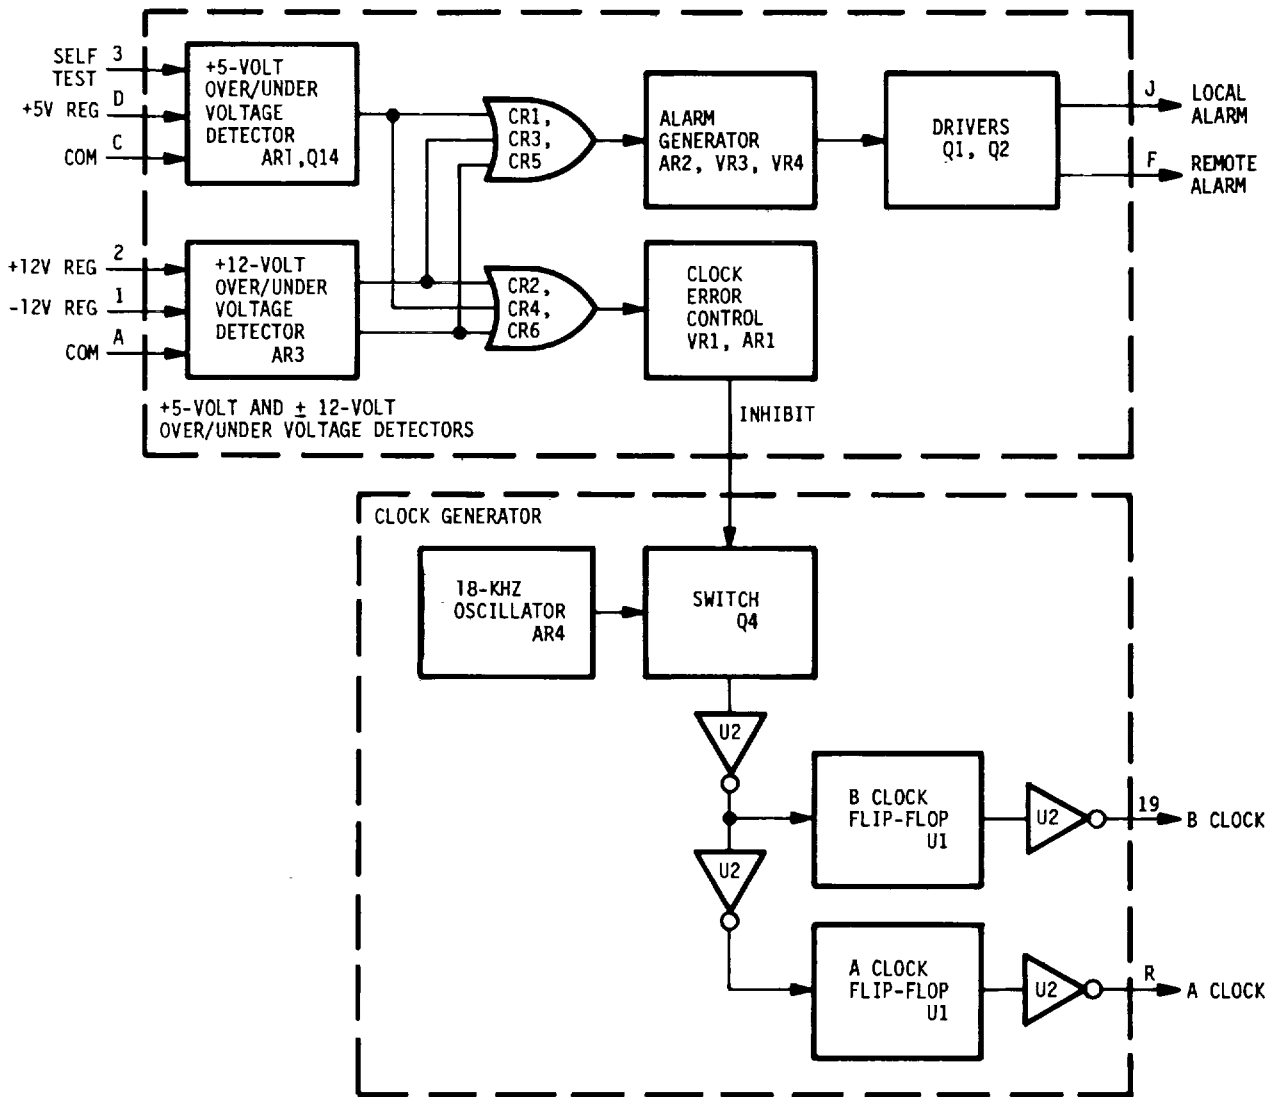 SELF 3
TEST
+5V REG D
COM C
+5-VOLT
OVER/UNDER
VOLTAGE
DETECTOR
AR1,Q14
CR1,
CR3,
CR5
ALARM
GENERATOR
AR2, VR3, VR4
DRIVERS
Q1, Q2
J LOCAL
ALARM
F REMOTE
ALARM
+12V REG 2
-12V REG 1
COM A
+12-VOLT
OVER/UNDER
VOLTAGE
DETECTOR
AR3
CR2,
CR4,
CR6
CLOCK
ERROR
CONTROL
VR1, AR1
+5-VOLT AND ± 12-VOLT
OVER/UNDER VOLTAGE DETECTORS
INHIBIT
CLOCK GENERATOR
18-KHZ
OSCILLATOR
AR4
SWITCH
Q4
U2
B CLOCK
FLIP-FLOP
U1
U2
19 B CLOCK
U2
A CLOCK
FLIP-FLOP
U1
U2
R A CLOCK